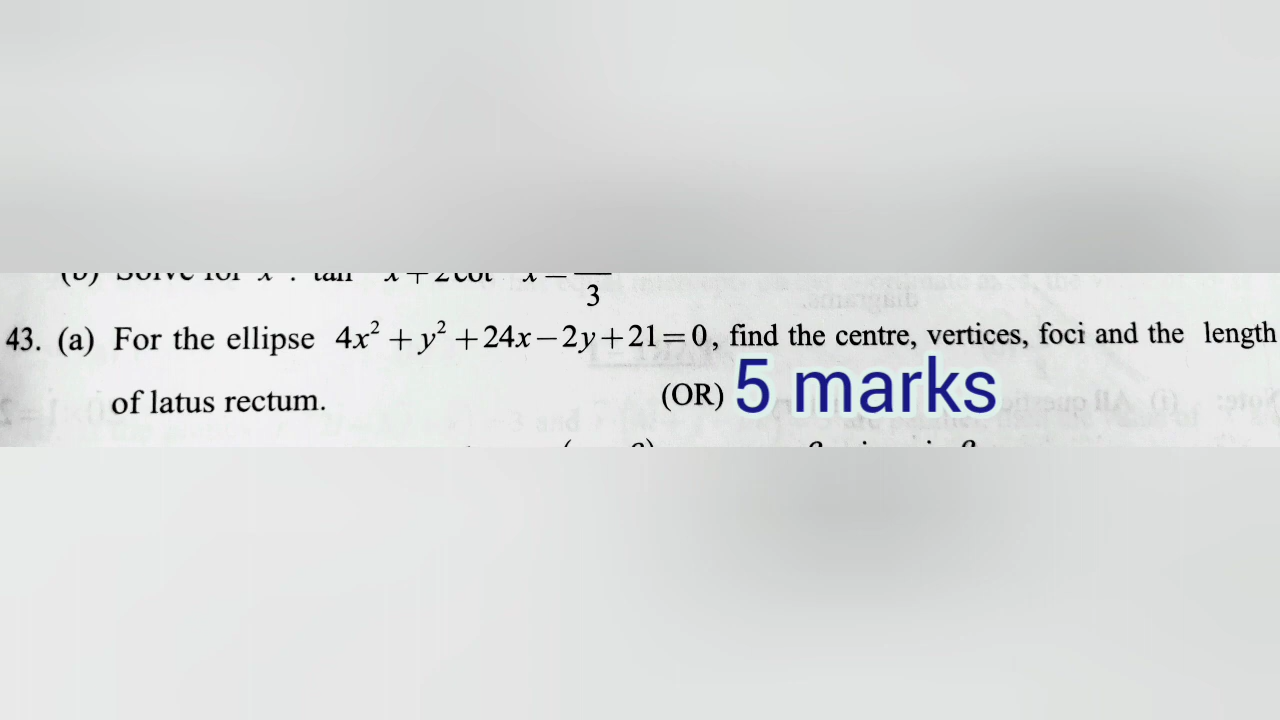 3
43. (a) For the ellipse 4x² + y² + 24x − 2y + 21 = 0, find the centre, vertices, foci and the length
of latus rectum. (OR) 5 marks